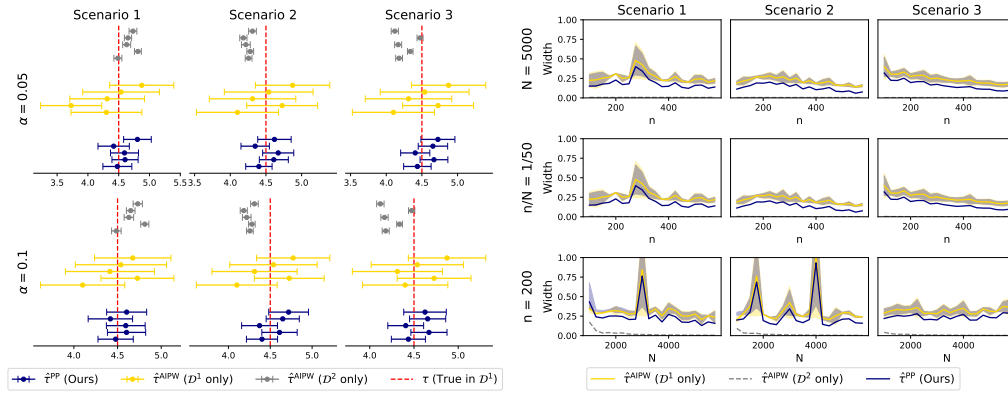 Scenario 1
Scenario 2
Scenario 3
α = 0.05
3.5 4.0 4.5 5.0 5.5
3.5 4.0 4.5 5.0
3.5 4.0 4.5 5.0
α = 0.1
4.0 4.5 5.0
4.0 4.5 5.0
4.0 4.5 5.0
τ̂ᴾᴾ (Ours)
τ̂ᴬᴵᴾᵂ (𝒟¹ only)
τ̂ᴬᴵᴾᵂ (𝒟² only)
τ (True in 𝒟¹)
Scenario 1
Scenario 2
Scenario 3
N = 5000
Width
1.00
0.75
0.50
0.25
0.00
200 400
200 400
200 400
n
n
n
n/N = 1/50
Width
1.00
0.75
0.50
0.25
0.00
200 400
200 400
200 400
n
n
n
n = 200
Width
1.00
0.75
0.50
0.25
0.00
2000 4000
2000 4000
2000 4000
N
N
N
τ̂ᴬᴵᴾᵂ (𝒟¹ only)
τ̂ᴬᴵᴾᵂ (𝒟² only)
τ̂ᴾᴾ (Ours)